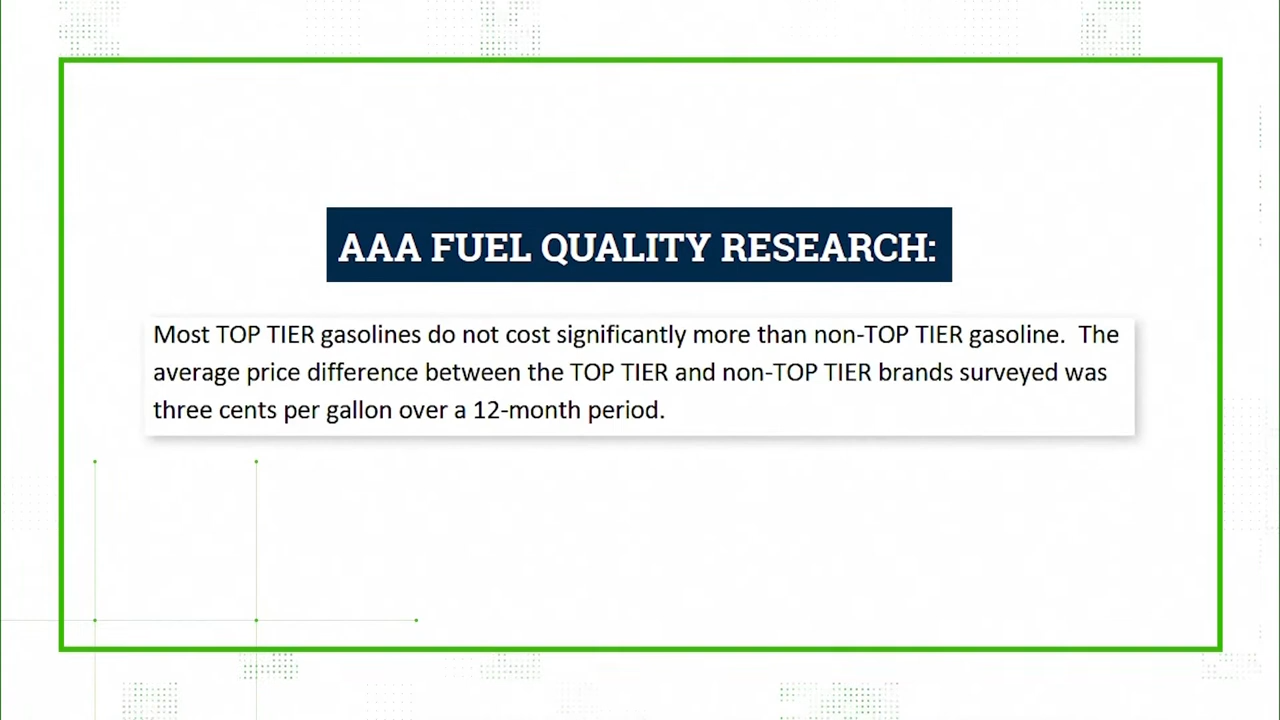 AAA FUEL QUALITY RESEARCH:
Most TOP TIER gasolines do not cost significantly more than non-TOP TIER gasoline.  The
average price difference between the TOP TIER and non-TOP TIER brands surveyed was
three cents per gallon over a 12-month period.